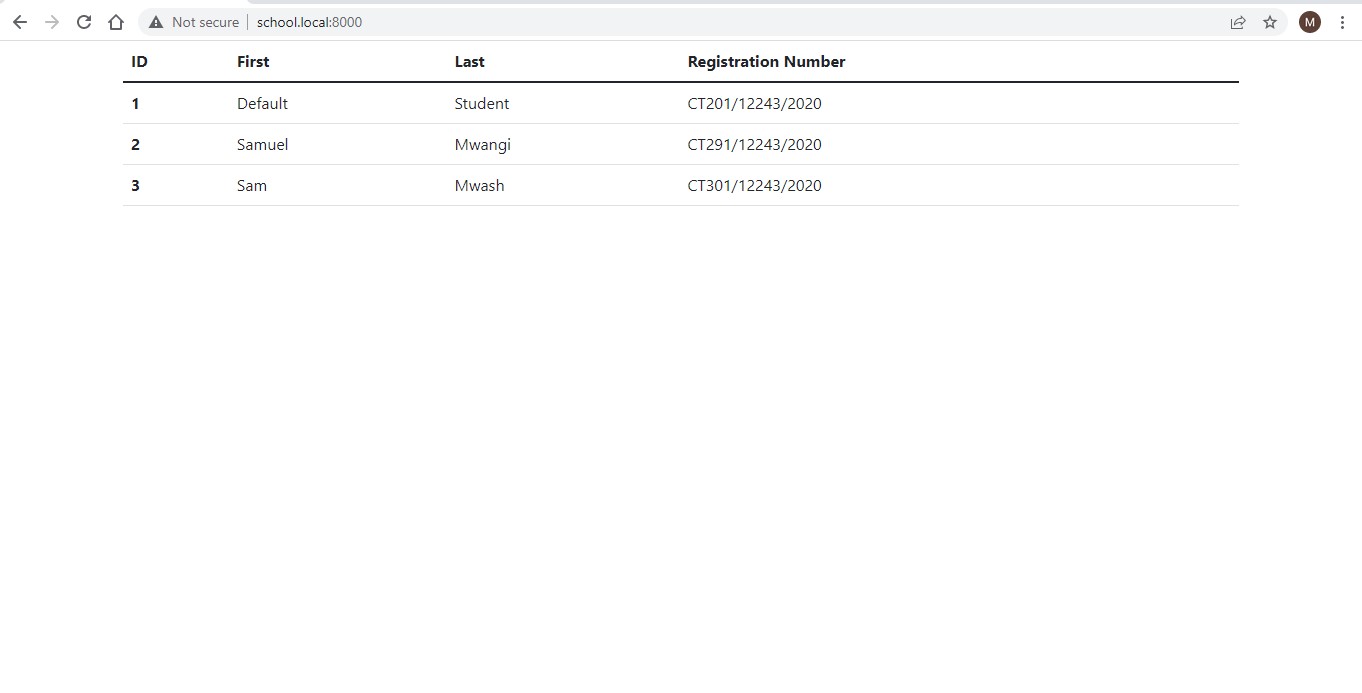 Not secure school.local:8000 M
ID First Last Registration Number
1 Default Student CT201/12243/2020
2 Samuel Mwangi CT291/12243/2020
3 Sam Mwash CT301/12243/2020